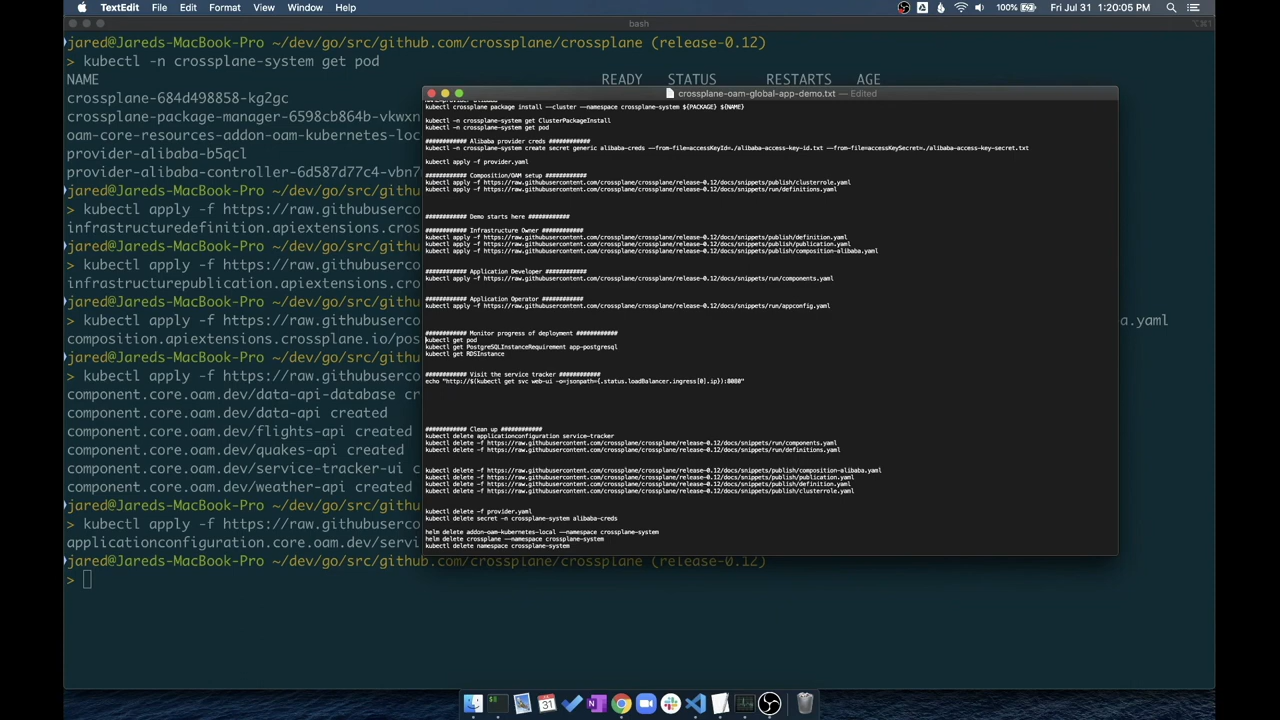 TextEdit File Edit Format View Window Help
100% Fri Jul 31 1:20:05 PM
bash
jared@Jareds-MacBook-Pro ~/dev/go/src/github.com/crossplane/crossplane (release-0.12)
> kubectl -n crossplane-system get pod
NAME READY STATUS RESTARTS AGE
crossplane-684d498858-kg2gc
crossplane-package-manager-6598cb864b-vkwxn
oam-core-resources-addon-oam-kubernetes-loc
provider-alibaba-b5qcl
provider-alibaba-controller-6d587d77c4-vbn7
jared@Jareds-MacBook-Pro ~/dev/go/src/githu
> kubectl apply -f https://raw.githubuserco
infrastructuredefinition.apiextensions.cros
jared@Jareds-MacBook-Pro ~/dev/go/src/githu
> kubectl apply -f https://raw.githubuserco
infrastructurepublication.apiextensions.cro
jared@Jareds-MacBook-Pro ~/dev/go/src/githu
> kubectl apply -f https://raw.githubuserco a.yaml
composition.apiextensions.crossplane.io/pos
jared@Jareds-MacBook-Pro ~/dev/go/src/githu
> kubectl apply -f https://raw.githubuserco
component.core.oam.dev/data-api-database cr
component.core.oam.dev/data-api created
component.core.oam.dev/flights-api created
component.core.oam.dev/quakes-api created
component.core.oam.dev/service-tracker-ui c
component.core.oam.dev/weather-api created
jared@Jareds-MacBook-Pro ~/dev/go/src/githu
> kubectl apply -f https://raw.githubuserco
applicationconfiguration.core.oam.dev/servi
jared@Jareds-MacBook-Pro ~/dev/go/src/github.com/crossplane/crossplane (release-0.12)
>
crossplane-oam-global-app-demo.txt — Edited
kubectl crossplane package install --cluster --namespace crossplane-system ${PACKAGE} ${NAME}
kubectl -n crossplane-system get ClusterPackageInstall
kubectl -n crossplane-system get pod
############ Alibaba provider creds ############
kubectl -n crossplane-system create secret generic alibaba-creds --from-file=accessKeyId=./alibaba-access-key-id.txt --from-file=accessKeySecret=./alibaba-access-key-secret.txt
kubectl apply -f provider.yaml
############ Composition/OAM setup ############
kubectl apply -f https://raw.githubusercontent.com/crossplane/crossplane/release-0.12/docs/snippets/publish/clusterrole.yaml
kubectl apply -f https://raw.githubusercontent.com/crossplane/crossplane/release-0.12/docs/snippets/run/definitions.yaml
############ Demo starts here ############
############ Infrastructure Owner ############
kubectl apply -f https://raw.githubusercontent.com/crossplane/crossplane/release-0.12/docs/snippets/publish/definition.yaml
kubectl apply -f https://raw.githubusercontent.com/crossplane/crossplane/release-0.12/docs/snippets/publish/publication.yaml
kubectl apply -f https://raw.githubusercontent.com/crossplane/crossplane/release-0.12/docs/snippets/publish/composition-alibaba.yaml
############ Application Developer ############
kubectl apply -f https://raw.githubusercontent.com/crossplane/crossplane/release-0.12/docs/snippets/run/components.yaml
############ Application Operator ############
kubectl apply -f https://raw.githubusercontent.com/crossplane/crossplane/release-0.12/docs/snippets/run/appconfig.yaml
############ Monitor progress of deployment ############
kubectl get pod
kubectl get PostgreSQLInstanceRequirement app-postgresql
kubectl get RDSInstance
############ Visit the service tracker ############
echo "http://$(kubectl get svc web-ui -o=jsonpath={.status.loadBalancer.ingress[0].ip}):8080"
############ Clean up ############
kubectl delete applicationconfiguration service-tracker
kubectl delete -f https://raw.githubusercontent.com/crossplane/crossplane/release-0.12/docs/snippets/run/components.yaml
kubectl delete -f https://raw.githubusercontent.com/crossplane/crossplane/release-0.12/docs/snippets/run/definitions.yaml
kubectl delete -f https://raw.githubusercontent.com/crossplane/crossplane/release-0.12/docs/snippets/publish/composition-alibaba.yaml
kubectl delete -f https://raw.githubusercontent.com/crossplane/crossplane/release-0.12/docs/snippets/publish/publication.yaml
kubectl delete -f https://raw.githubusercontent.com/crossplane/crossplane/release-0.12/docs/snippets/publish/definition.yaml
kubectl delete -f https://raw.githubusercontent.com/crossplane/crossplane/release-0.12/docs/snippets/publish/clusterrole.yaml
kubectl delete -f provider.yaml
kubectl delete secret -n crossplane-system alibaba-creds
helm delete addon-oam-kubernetes-local --namespace crossplane-system
helm delete crossplane --namespace crossplane-system
kubectl delete namespace crossplane-system